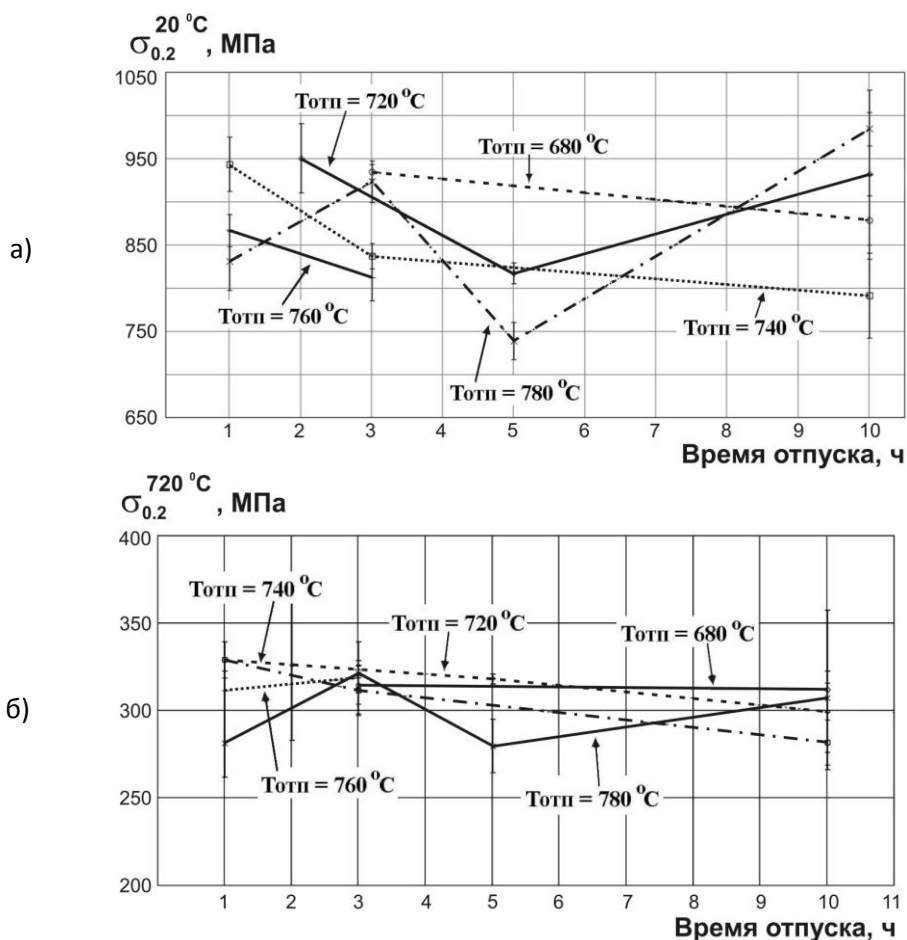 σ0.2 20 °C, МПа
1050
Тотп = 720 °C
950
Тотп = 680 °C
а)
850
Тотп = 760 °C
Тотп = 740 °C
750
Тотп = 780 °C
650
1 2 3 4 5 6 7 8 9 10
Время отпуска, ч
σ0.2 720 °C, МПа
400
Тотп = 740 °C
350
Тотп = 720 °C
Тотп = 680 °C
б)
300
Тотп = 760 °C
250
Тотп = 780 °C
200
1 2 3 4 5 6 7 8 9 10 11
Время отпуска, ч